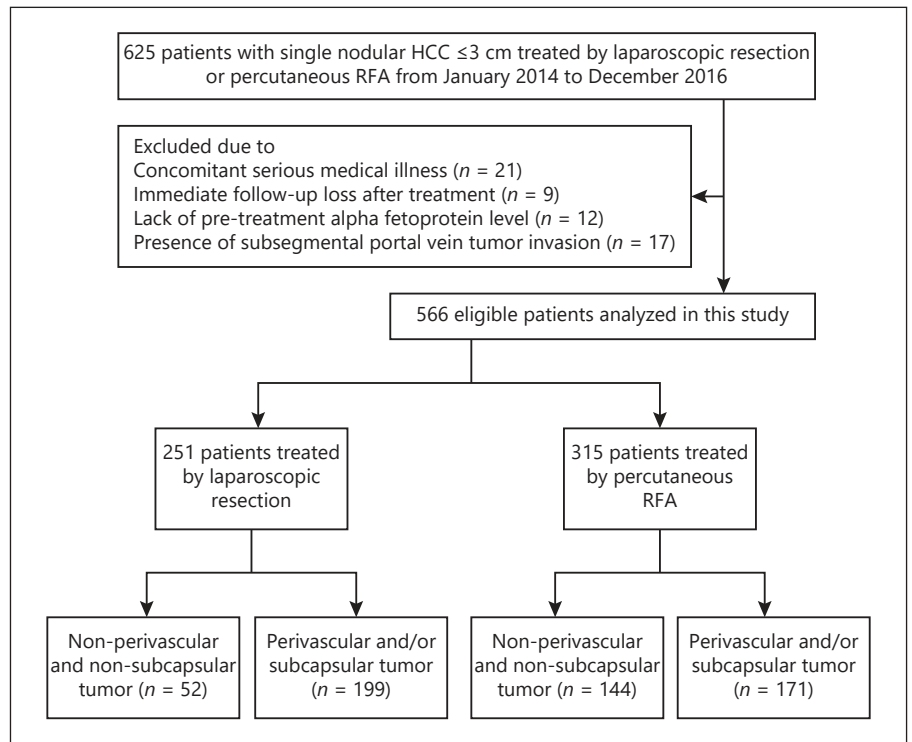 625 patients with single nodular HCC ≤3 cm treated by laparoscopic resection
or percutaneous RFA from January 2014 to December 2016
Excluded due to
Concomitant serious medical illness (n = 21)
Immediate follow-up loss after treatment (n = 9)
Lack of pre-treatment alpha fetoprotein level (n = 12)
Presence of subsegmental portal vein tumor invasion (n = 17)
566 eligible patients analyzed in this study
251 patients treated
by laparoscopic
resection
315 patients treated
by percutaneous
RFA
Non-perivascular
and non-subcapsular
tumor (n = 52)
Perivascular and/or
subcapsular tumor
(n = 199)
Non-perivascular
and non-subcapsular
tumor (n = 144)
Perivascular and/or
subcapsular tumor
(n = 171)